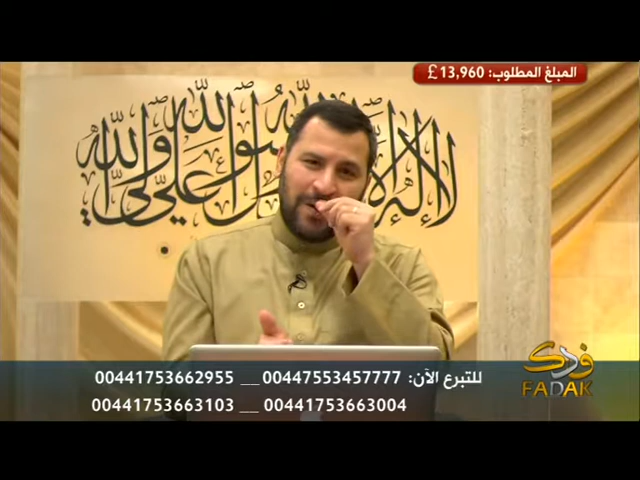 المبلغ المطلوب: 13,960£
لا إله إلا الله محمد رسول الله علي ولي الله
للتبرع الآن: 00447553457777 __ 00441753662955
00441753663004 __ 00441753663103
فدك
FADAK